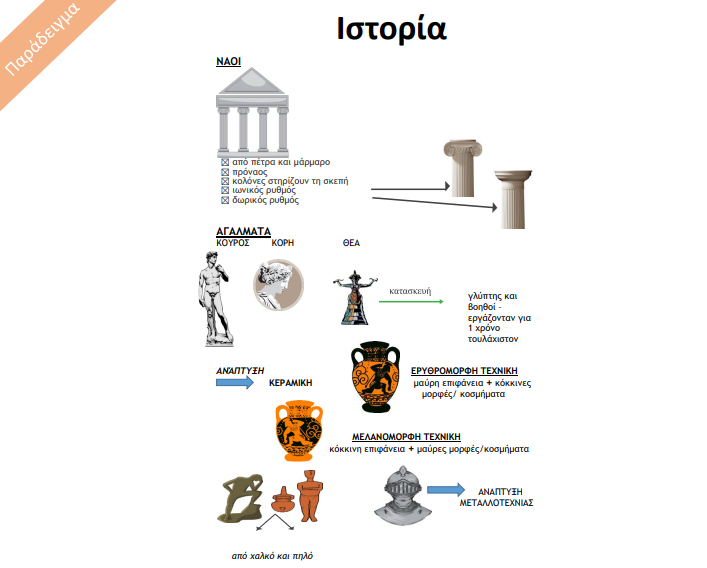 Παράδειγμα
Ιστορία
ΝΑΟΙ
από πέτρα και μάρμαρο
πρόναος
κολόνες στηρίζουν τη σκεπή
ιωνικός ρυθμός
δωρικός ρυθμός
ΑΓΑΛΜΑΤΑ
ΚΟΥΡΟΣ ΚΟΡΗ ΘΕΑ
κατασκευή
γλύπτης και
βοηθοί -
εργάζονταν για
1 χρόνο
τουλάχιστον
ΑΝΑΠΤΥΞΗ
ΚΕΡΑΜΙΚΗ
ΕΡΥΘΡΟΜΟΡΦΗ ΤΕΧΝΙΚΗ
μαύρη επιφάνεια + κόκκινες
μορφές/ κοσμήματα
ΜΕΛΑΝΟΜΟΡΦΗ ΤΕΧΝΙΚΗ
κόκκινη επιφάνεια + μαύρες μορφές/κοσμήματα
ΑΝΑΠΤΥΞΗ
ΜΕΤΑΛΛΟΤΕΧΝΙΑΣ
από χαλκό και πηλό